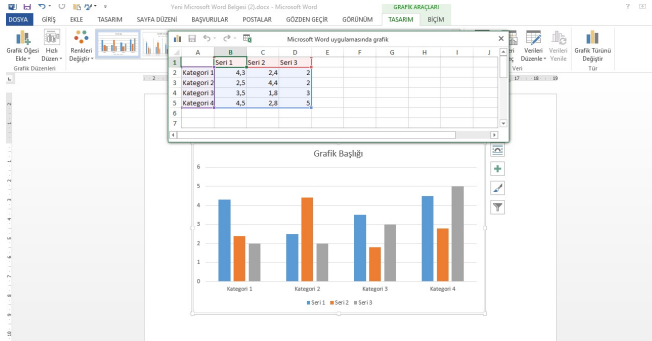 Yeni Microsoft Word Belgesi (2).docx - Microsoft Word
GRAFİK ARAÇLARI
DOSYA GİRİŞ EKLE TASARIM SAYFA DÜZENİ BAŞVURULAR POSTALAR GÖZDEN GEÇİR GÖRÜNÜM TASARIM BİÇİM
Grafik Öğesi Ekle Hızlı Düzen Renkleri Değiştir
Verileri Düzenle Verileri Yenile Grafik Türünü Değiştir
Grafik Düzenleri Veri Tür
Microsoft Word uygulamasında grafik
A B C D E F G H I J
1 Seri 1 Seri 2 Seri 3
2 Kategori 1 4,3 2,4 2
3 Kategori 2 2,5 4,4 2
4 Kategori 3 3,5 1,8 3
5 Kategori 4 4,5 2,8 5
6
7
2
17 18 19
Grafik Başlığı
6
5
4
3
2
1
0
Kategori 1 Kategori 2 Kategori 3 Kategori 4
Seri 1 Seri 2 Seri 3